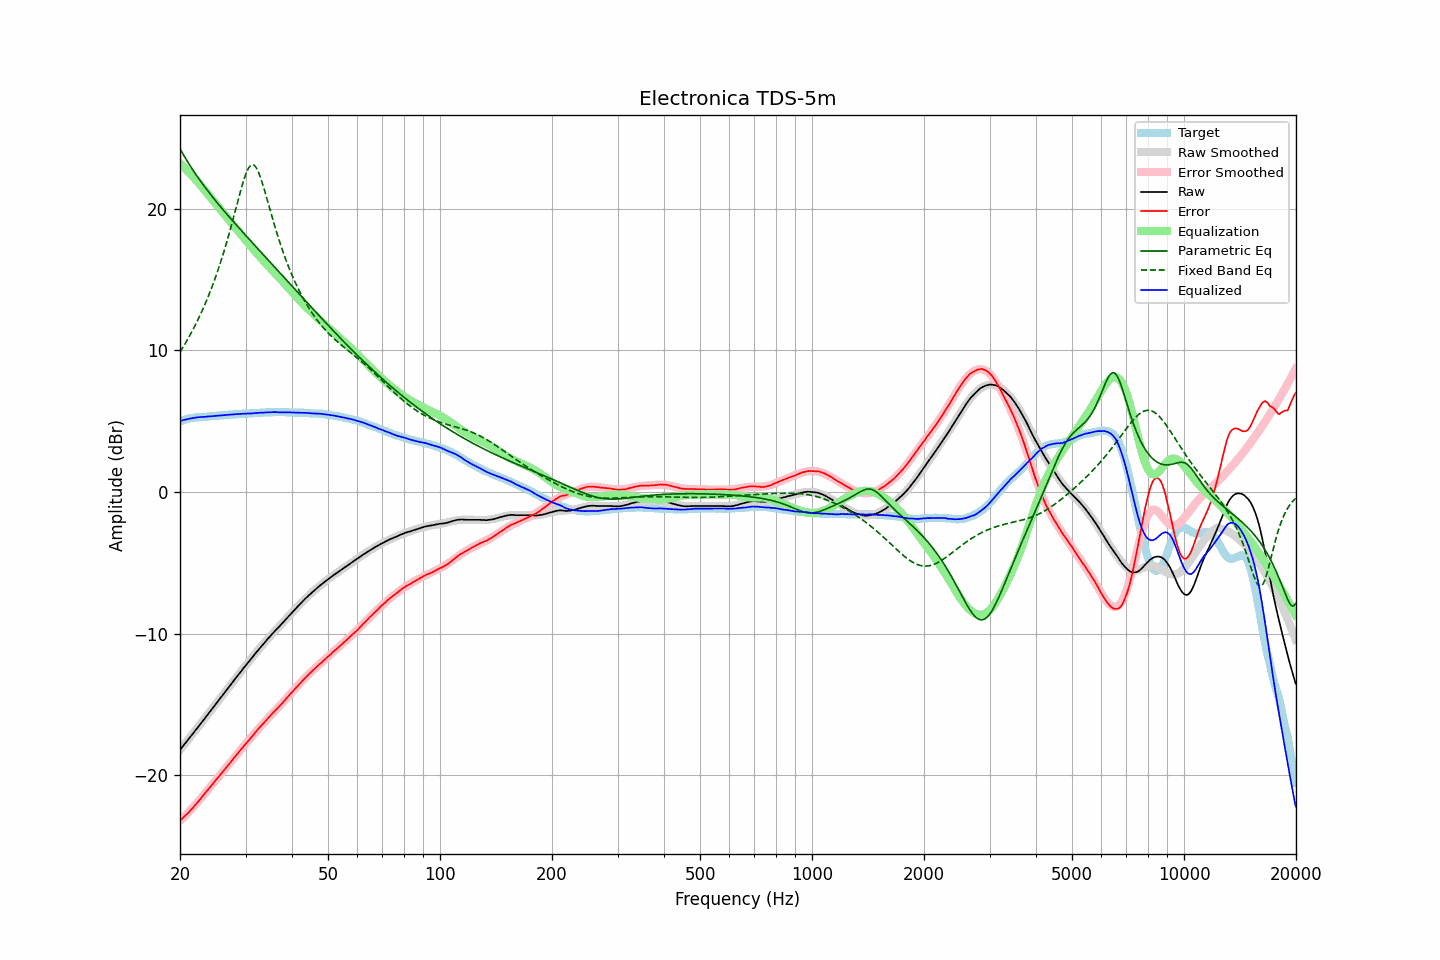 Electronica TDS-5m
Target
Raw Smoothed
Error Smoothed
Raw
Error
Equalization
Parametric Eq
Fixed Band Eq
Equalized
Amplitude (dBr)
20
10
0
−10
−20
20 50 100 200 500 1000 2000 5000 10000 20000
Frequency (Hz)